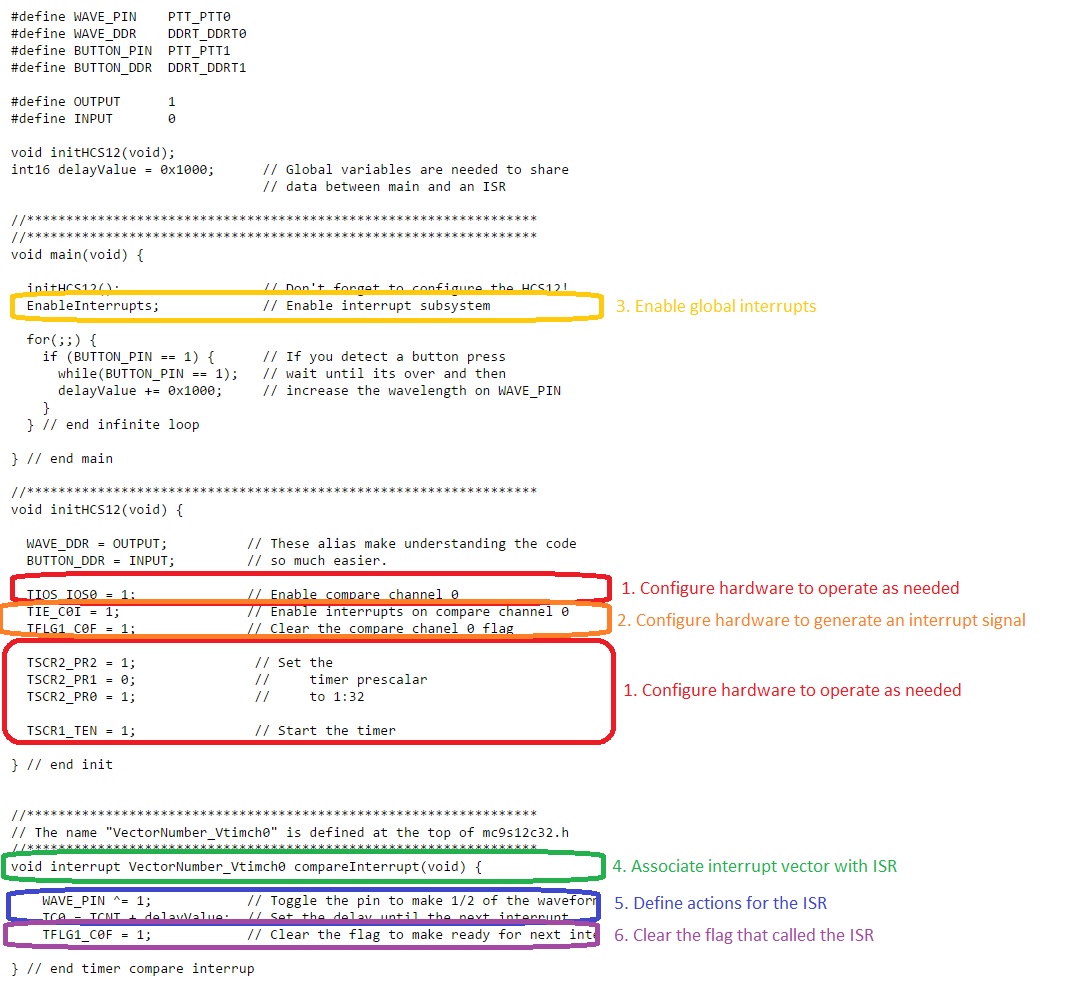 #define WAVE_PIN    PTT_PTT0
#define WAVE_DDR    DDRT_DDRT0
#define BUTTON_PIN  PTT_PTT1
#define BUTTON_DDR  DDRT_DDRT1
#define OUTPUT      1
#define INPUT       0
void initHCS12(void);
int16 delayValue = 0x1000;      // Global variables are needed to share
                                // data between main and an ISR
//*****************************************************************
//*****************************************************************
void main(void) {
  initHCS12();                  // Don't forget to configure the HCS12!
  EnableInterrupts;             // Enable interrupt subsystem    3. Enable global interrupts
  for(;;) {
    if (BUTTON_PIN == 1) {      // If you detect a button press
      while(BUTTON_PIN == 1);   // wait until its over and then
      delayValue += 0x1000;     // increase the wavelength on WAVE_PIN
    }
  } // end infinite loop
} // end main
//*****************************************************************
void initHCS12(void) {
  WAVE_DDR = OUTPUT;          // These alias make understanding the code
  BUTTON_DDR = INPUT;         // so much easier.
  TIOS_IOS0 = 1;              // Enable compare channel 0    1. Configure hardware to operate as needed
  TIE_C0I = 1;                // Enable interrupts on compare channel 0    2. Configure hardware to generate an interrupt signal
  TFLG1_C0F = 1;              // Clear the compare chanel 0 flag
  TSCR2_PR2 = 1;               // Set the
  TSCR2_PR1 = 0;               //     timer prescalar    1. Configure hardware to operate as needed
  TSCR2_PR0 = 1;               //     to 1:32
  TSCR1_TEN = 1;               // Start the timer
} // end init
//*****************************************************************
// The name "VectorNumber_Vtimch0" is defined at the top of mc9s12c32.h
//*****************************************************************
void interrupt VectorNumber_Vtimch0 compareInterrupt(void) {    4. Associate interrupt vector with ISR
    WAVE_PIN ^= 1;            // Toggle the pin to make 1/2 of the waveform    5. Define actions for the ISR
    TC0 = TCNT + delayValue;  // Set the delay until the next interrupt
    TFLG1_C0F = 1;            // Clear the flag to make ready for next inte    6. Clear the flag that called the ISR
} // end timer compare interrup